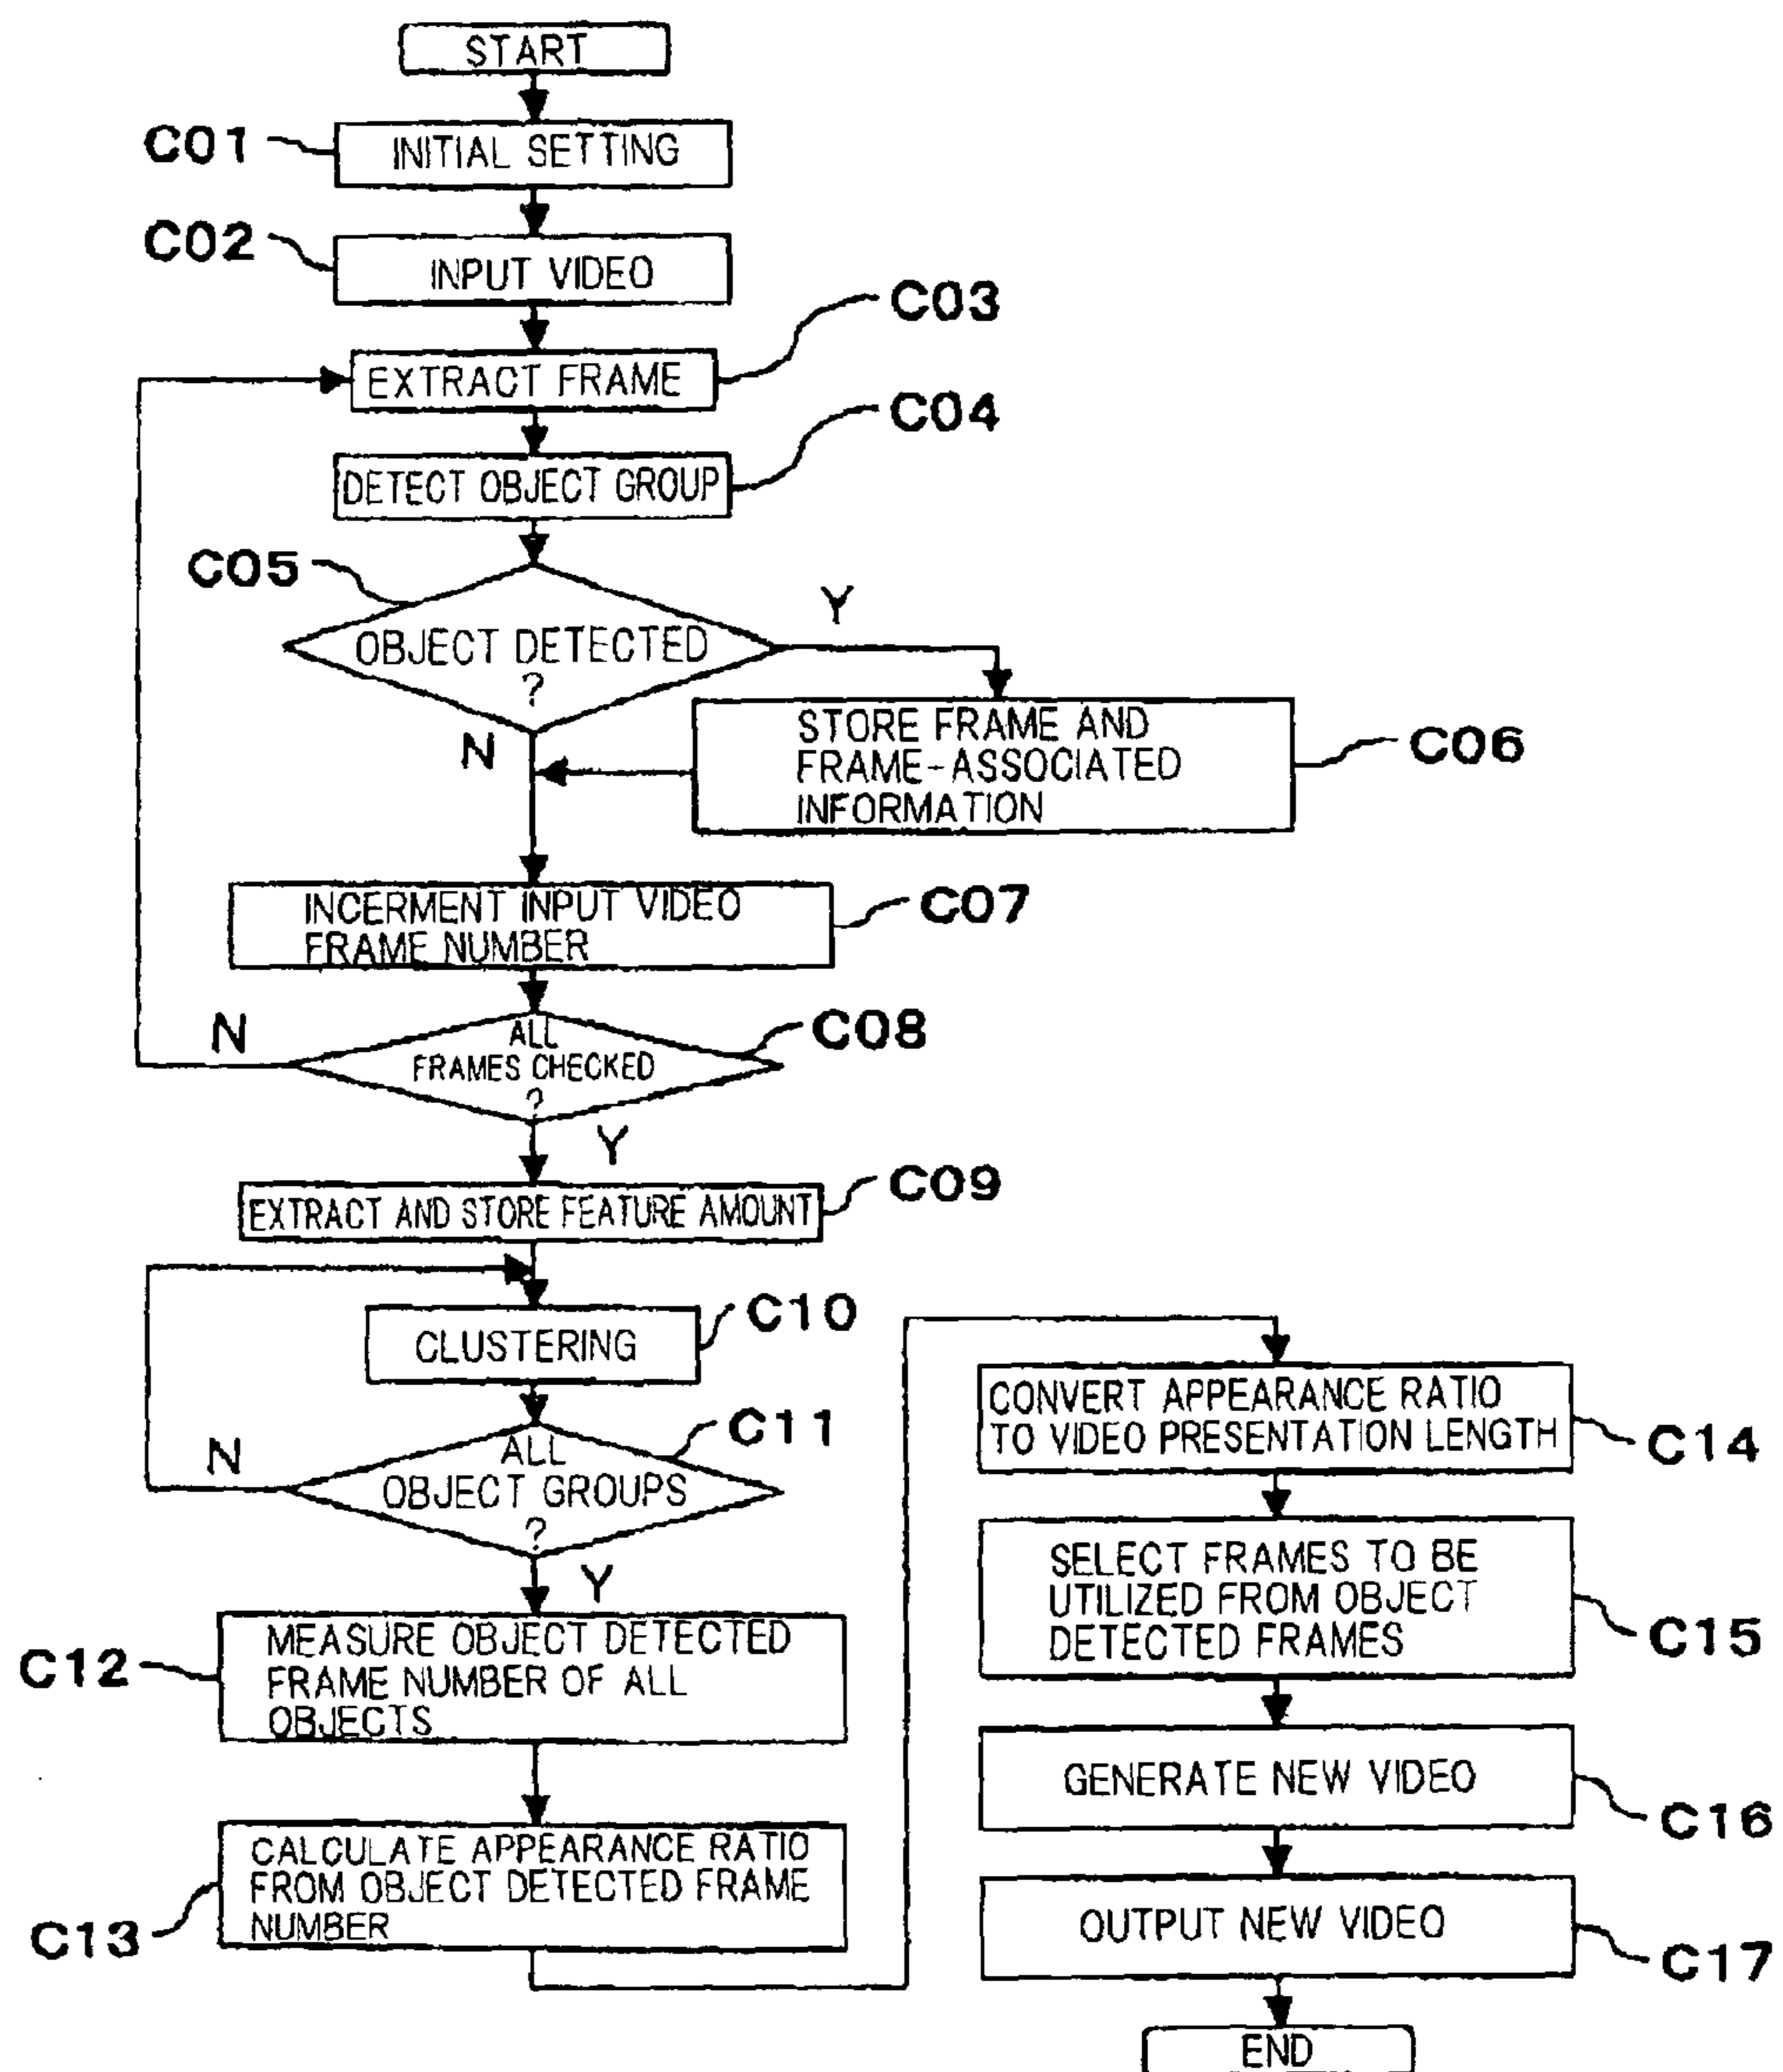 START
C01
INITIAL SETTING
C02
INPUT VIDEO
C03
EXTRACT FRAME
C04
DETECT OBJECT GROUP
C05
OBJECT DETECTED
?
Y
N
STORE FRAME AND
FRAME-ASSOCIATED
INFORMATION
C06
INCERMENT INPUT VIDEO
FRAME NUMBER
C07
ALL
FRAMES CHECKED
?
C08
N
Y
EXTRACT AND STORE FEATURE AMOUNT
C09
CLUSTERING
C10
ALL
OBJECT GROUPS
?
C11
N
Y
C12
MEASURE OBJECT DETECTED
FRAME NUMBER OF ALL
OBJECTS
C13
CALCULATE APPEARANCE RATIO
FROM OBJECT DETECTED FRAME
NUMBER
CONVERT APPEARANCE RATIO
TO VIDEO PRESENTATION LENGTH
C14
SELECT FRAMES TO BE
UTILIZED FROM OBJECT
DETECTED FRAMES
C15
GENERATE NEW VIDEO
C16
OUTPUT NEW VIDEO
C17
END